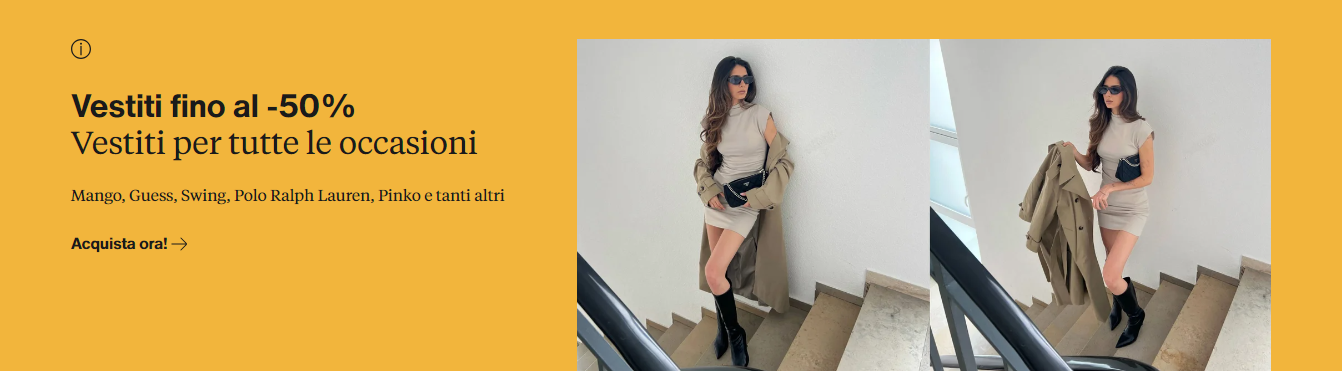 Vestiti fino al -50%
Vestiti per tutte le occasioni
Mango, Guess, Swing, Polo Ralph Lauren, Pinko e tanti altri
Acquista ora! →